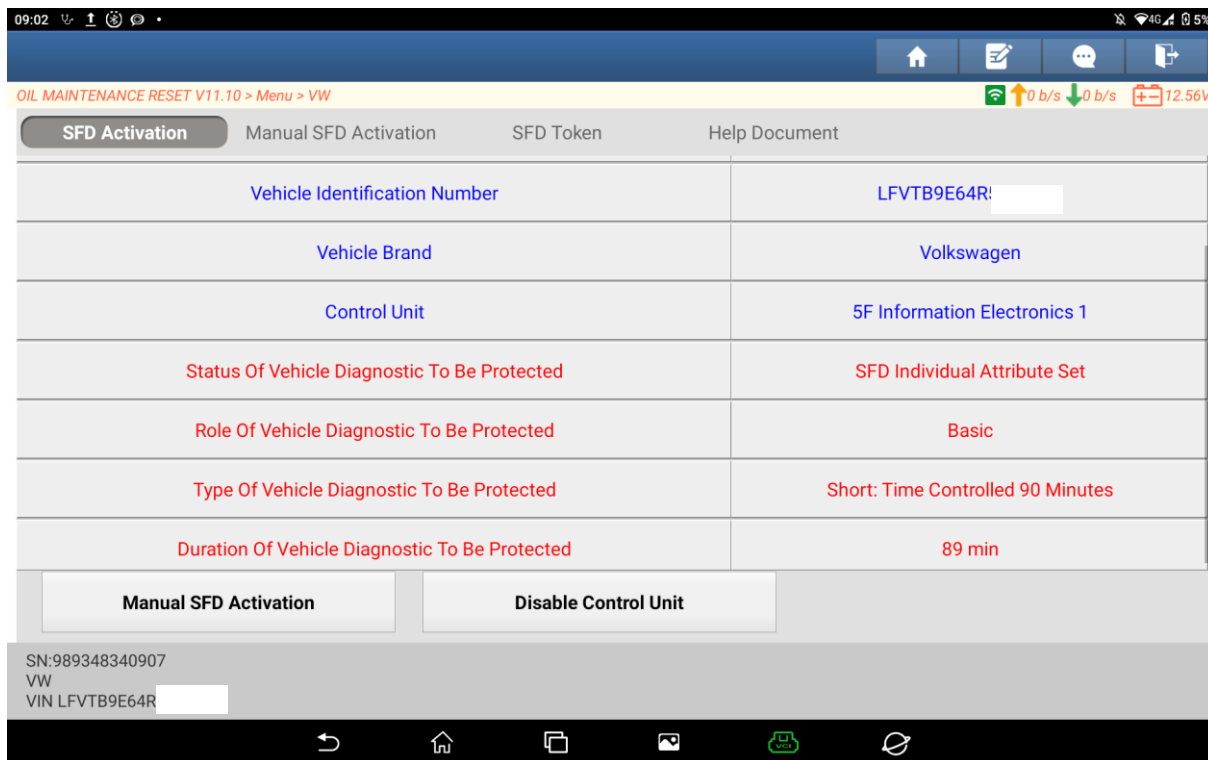 09:02
4G 5%
OIL MAINTENANCE RESET V11.10 > Menu > VW
0 b/s 0 b/s 12.56V
SFD Activation Manual SFD Activation SFD Token Help Document
Vehicle Identification Number LFVTB9E64R
Vehicle Brand Volkswagen
Control Unit 5F Information Electronics 1
Status Of Vehicle Diagnostic To Be Protected SFD Individual Attribute Set
Role Of Vehicle Diagnostic To Be Protected Basic
Type Of Vehicle Diagnostic To Be Protected Short: Time Controlled 90 Minutes
Duration Of Vehicle Diagnostic To Be Protected 89 min
Manual SFD Activation Disable Control Unit
SN:989348340907
VW
VIN LFVTB9E64R
VCI